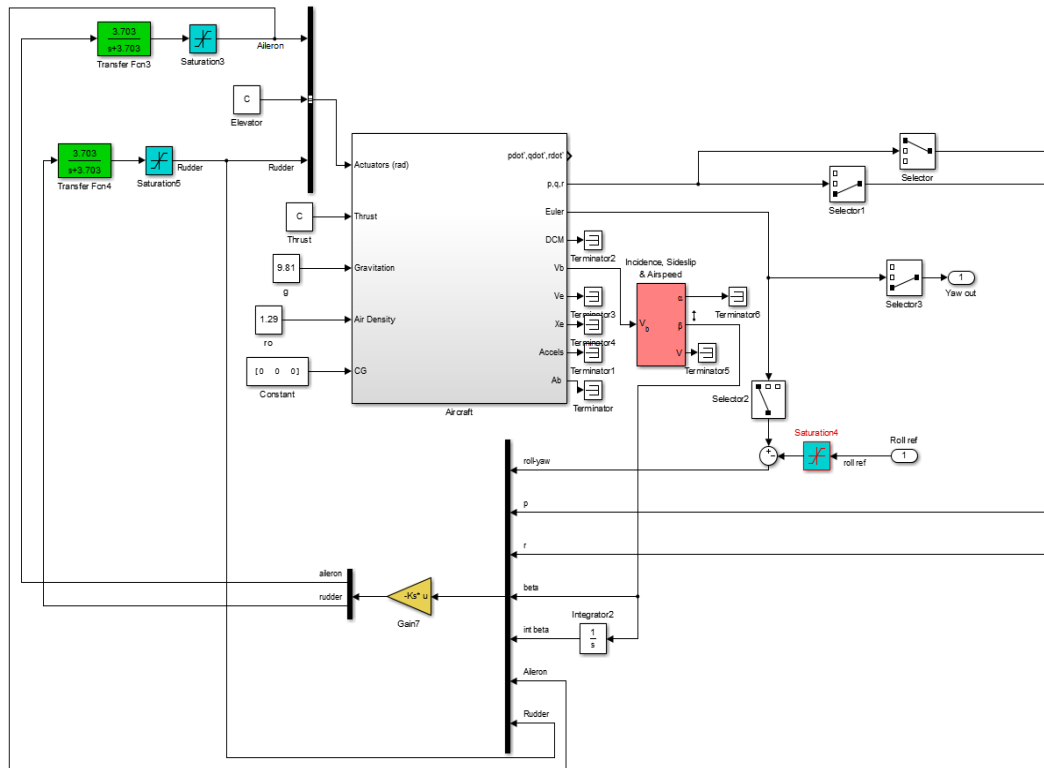 3.703
s+3.703
Transfer Fcn3
Saturation3
Aileron
C
Elevator
3.703
s+3.703
Transfer Fcn4
Saturation5
Rudder
Rudder
C
Thrust
9.81
g
1.29
ro
[0 0 0]
Constant
Actuators (rad)
Thrust
Gravitation
Air Density
CG
pdot',qdot',rdot'
p,q,r
Euler
DCM
Vb
Ve
Xe
Accels
Ab
Aircraft
Terminator2
Terminator3
Terminator4
Terminator1
Terminator
Incidence, Sideslip
& Airspeed
V_b
α
β
V
Terminator6
Terminator5
Selector
Selector1
Selector3
1
Yaw out
Selector2
+
-
Saturation4
roll ref
Roll ref
1
roll-yaw
p
r
beta
int beta
Aileron
Rudder
Integrator2
1
s
aileron
rudder
-Ks* u
Gain7